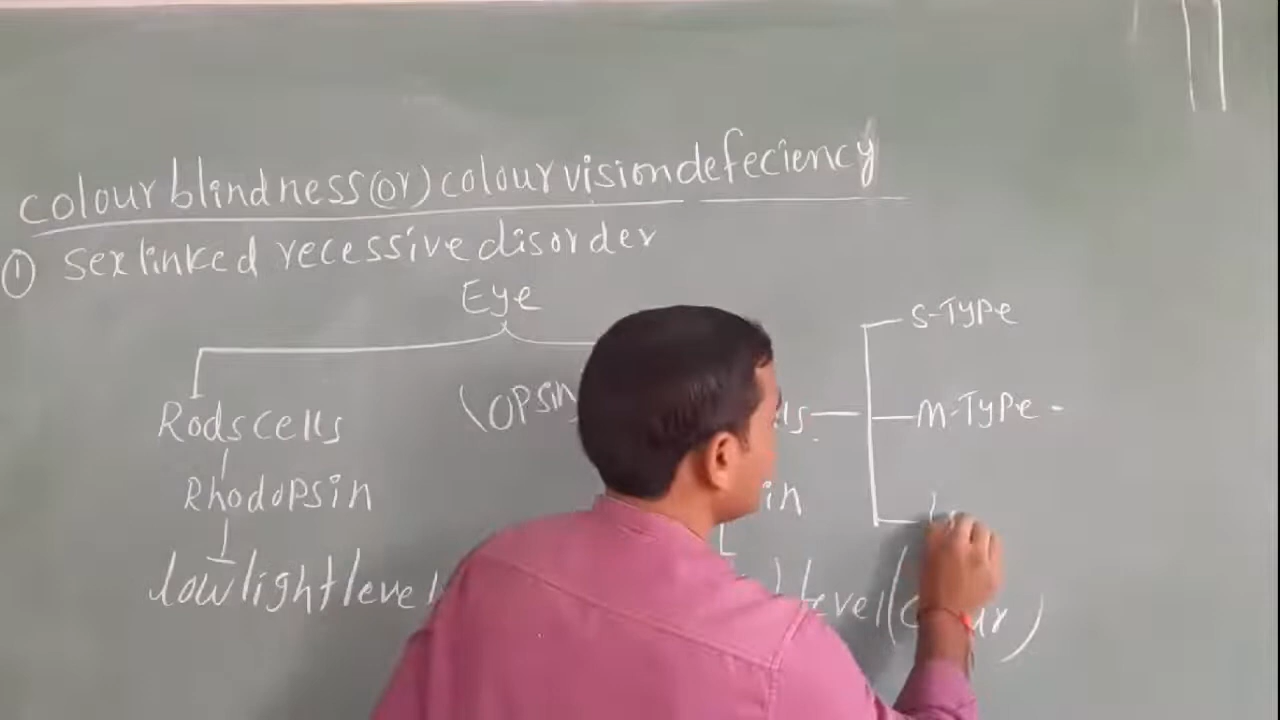 colour blindness (or) colour vision defeciency
① Sex linked recessive disorder
Eye
S-Type
Rods cells
(opsin
M-Type -
Rhodopsin
low light level
level (